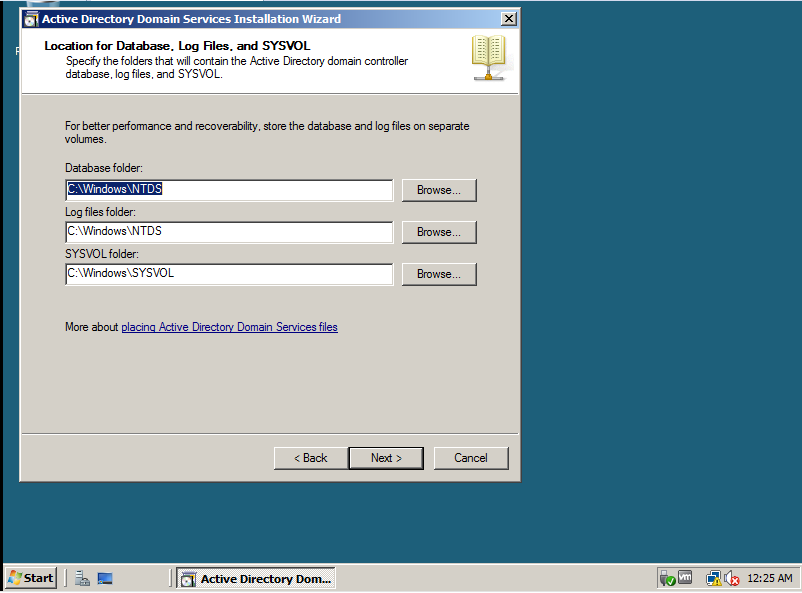 Active Directory Domain Services Installation Wizard
Location for Database, Log Files, and SYSVOL
Specify the folders that will contain the Active Directory domain controller
database, log files, and SYSVOL.
For better performance and recoverability, store the database and log files on separate
volumes.
Database folder:
C:\Windows\NTDS
Browse...
Log files folder:
C:\Windows\NTDS
Browse...
SYSVOL folder:
C:\Windows\SYSVOL
Browse...
More about placing Active Directory Domain Services files
< Back
Next >
Cancel
Start
Active Directory Dom...
vm
12:25 AM